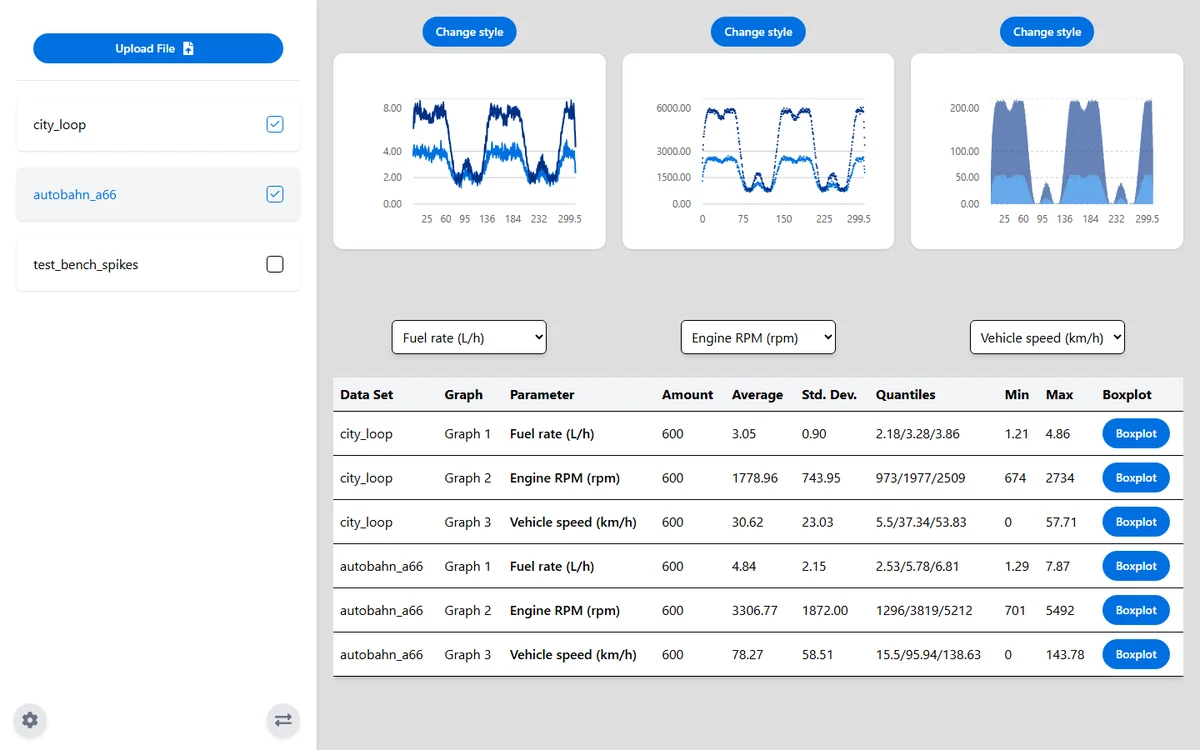 Upload File
city_loop
autobahn_a66
test_bench_spikes
Change style
8.00
4.00
2.00
0.00
25 60 95 136 184 232 299.5
Change style
6000.00
3000.00
1500.00
0.00
0 75 150 225 299.5
Change style
200.00
100.00
50.00
0.00
25 60 95 136 184 232 299.5
Fuel rate (L/h)
Engine RPM (rpm)
Vehicle speed (km/h)
Data Set Graph Parameter Amount Average Std. Dev. Quantiles Min Max Boxplot
city_loop Graph 1 Fuel rate (L/h) 600 3.05 0.90 2.18/3.28/3.86 1.21 4.86 Boxplot
city_loop Graph 2 Engine RPM (rpm) 600 1778.96 743.95 973/1977/2509 674 2734 Boxplot
city_loop Graph 3 Vehicle speed (km/h) 600 30.62 23.03 5.5/37.34/53.83 0 57.71 Boxplot
autobahn_a66 Graph 1 Fuel rate (L/h) 600 4.84 2.15 2.53/5.78/6.81 1.29 7.87 Boxplot
autobahn_a66 Graph 2 Engine RPM (rpm) 600 3306.77 1872.00 1296/3819/5212 701 5492 Boxplot
autobahn_a66 Graph 3 Vehicle speed (km/h) 600 78.27 58.51 15.5/95.94/138.63 0 143.78 Boxplot